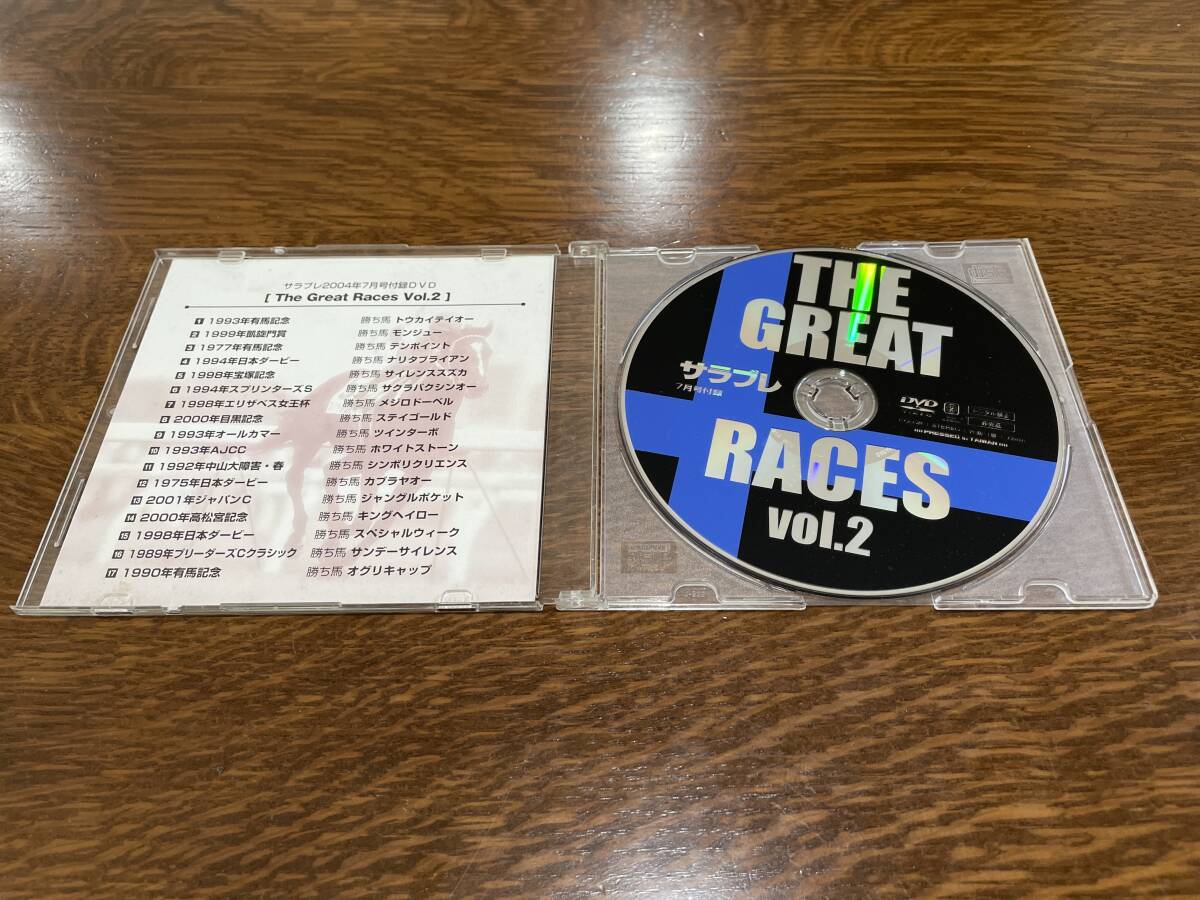 サラブレ2004年7月号付録DVD
[ The Great Races Vol.2 ]
1 1993年有馬記念 勝ち馬 トウカイテイオー
2 1999年凱旋門賞 勝ち馬 モンジュー
3 1977年有馬記念 勝ち馬 テンポイント
4 1994年日本ダービー 勝ち馬 ナリタブライアン
5 1998年宝塚記念 勝ち馬 サイレンススズカ
6 1994年スプリンターズS 勝ち馬 サクラバクシンオー
7 1998年エリザベス女王杯 勝ち馬 メジロドーベル
8 2000年目黒記念 勝ち馬 ステイゴールド
9 1993年オールカマー 勝ち馬 ツインターボ
10 1993年AJCC 勝ち馬 ホワイトストーン
11 1992年中山大障害・春 勝ち馬 シンボリクリエンス
12 1975年日本ダービー 勝ち馬 カブラヤオー
13 2001年ジャパンC 勝ち馬 ジャングルポケット
14 2000年高松宮記念 勝ち馬 キングヘイロー
15 1998年日本ダービー 勝ち馬 スペシャルウィーク
16 1989年ブリーダーズCクラシック 勝ち馬 サンデーサイレンス
17 1990年有馬記念 勝ち馬 オグリキャップ
THE
GREAT
サラブレ
7月号付録
DVD
レンタル禁止
非売品
PRESSED in TAIWAN
RACES
vol.2